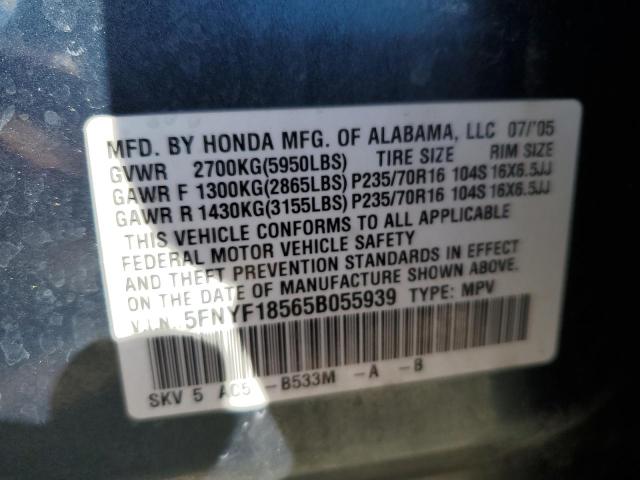 MFD. BY HONDA MFG. OF ALABAMA, LLC 07/'05
GVWR 2700KG(5950LBS) TIRE SIZE RIM SIZE
GAWR F 1300KG(2865LBS) P235/70R16 104S 16X6.5JJ
GAWR R 1430KG(3155LBS) P235/70R16 104S 16X6.5JJ
THIS VEHICLE CONFORMS TO ALL APPLICABLE
FEDERAL MOTOR VEHICLE SAFETY
AND THEFT PREVENTION STANDARDS IN EFFECT
ON THE DATE OF MANUFACTURE SHOWN ABOVE.
V.I.N. 5FNYF18565B055939 TYPE: MPV
SKV 5 AC5 -B533M -A -B